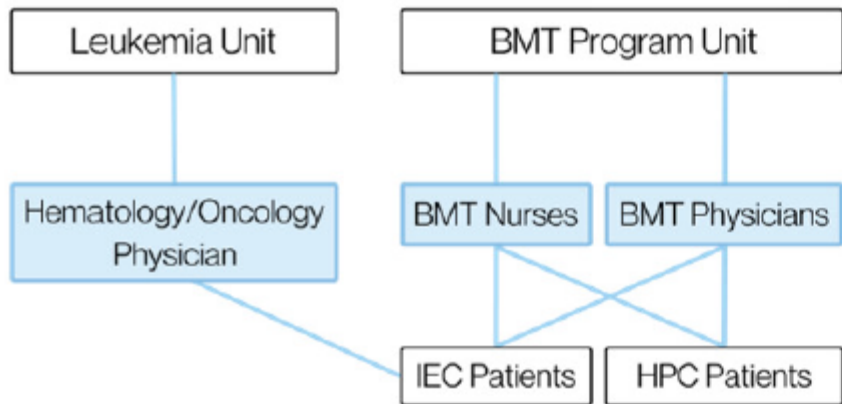 Leukemia Unit
BMT Program Unit
Hematology/Oncology
Physician
BMT Nurses
BMT Physicians
IEC Patients
HPC Patients